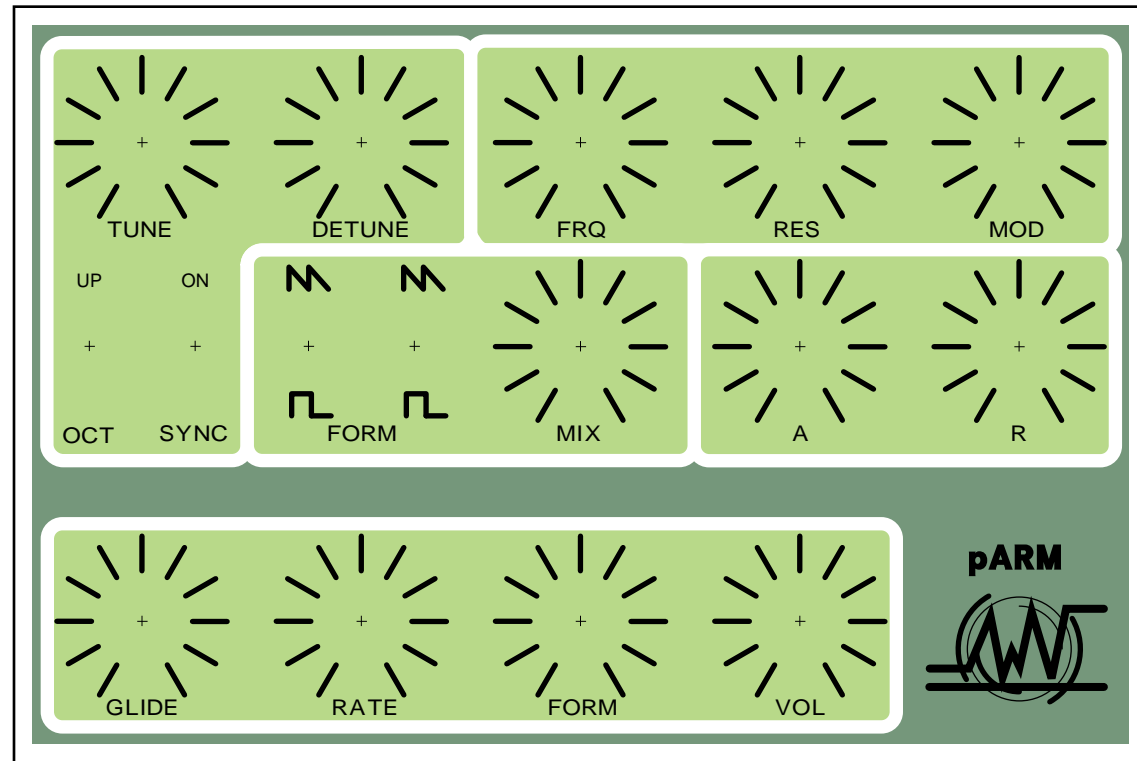 TUNE DETUNE FRQ RES MOD
UP ON
OCT SYNC FORM MIX A R
pARM
GLIDE RATE FORM VOL